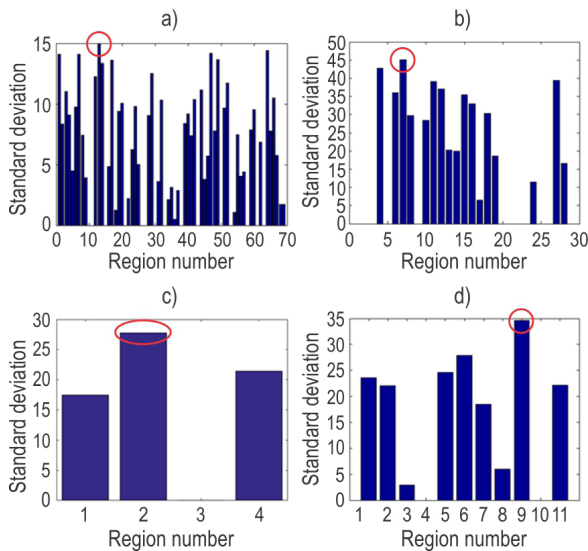 a)
Standard deviation
15
10
5
0
0 10 20 30 40 50 60 70
Region number
b)
Standard deviation
50
45
40
35
30
25
20
15
10
5
0
0 5 10 15 20 25 30
Region number
c)
Standard deviation
30
25
20
15
10
5
0
1 2 3 4
Region number
d)
Standard deviation
35
30
25
20
15
10
5
0
1 2 3 4 5 6 7 8 9 10 11
Region number